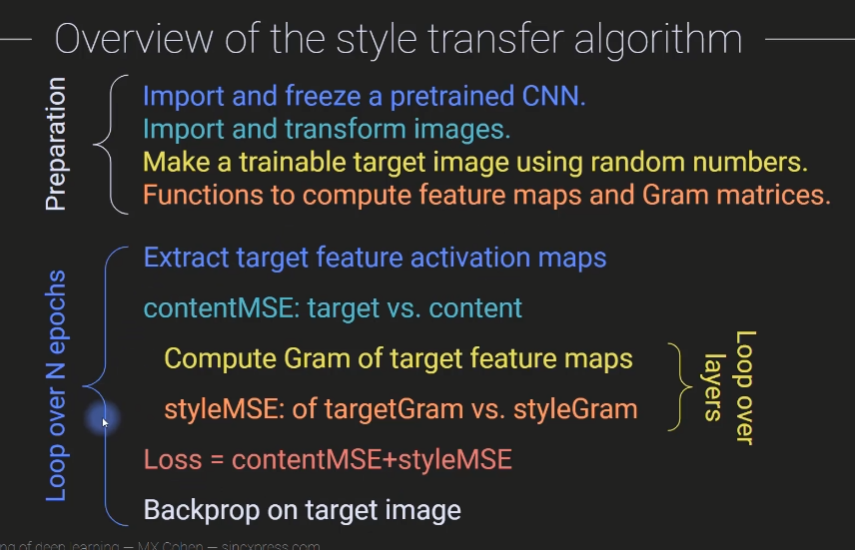 Overview of the style transfer algorithm
Preparation
Import and freeze a pretrained CNN.
Import and transform images.
Make a trainable target image using random numbers.
Functions to compute feature maps and Gram matrices.
Loop over N epochs
Extract target feature activation maps
contentMSE: target vs. content
Compute Gram of target feature maps
styleMSE: of targetGram vs. styleGram
Loop over
layers
Loss = contentMSE+styleMSE
Backprop on target image
of deep learning — MX Cohen — sincxpress.com